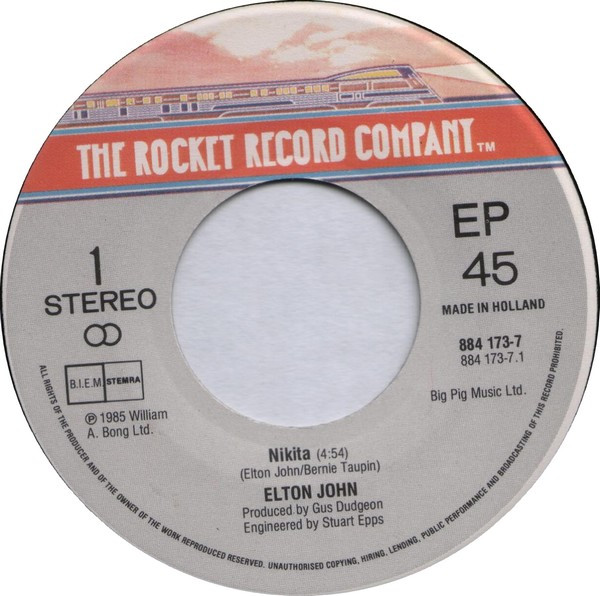 THE ROCKET RECORD COMPANY™
1
STEREO
EP
45
MADE IN HOLLAND
B.I.E.M. STEMRA
884 173-7
884 173-7.1
Ⓟ 1985 William
A. Bong Ltd.
Big Pig Music Ltd.
Nikita (4:54)
(Elton John/Bernie Taupin)
ELTON JOHN
Produced by Gus Dudgeon
Engineered by Stuart Epps
ALL RIGHTS OF THE PRODUCER AND OF THE OWNER OF THE WORK REPRODUCED RESERVED. UNAUTHORISED COPYING, HIRING, LENDING, PUBLIC PERFORMANCE AND BROADCASTING OF THIS RECORD PROHIBITED.